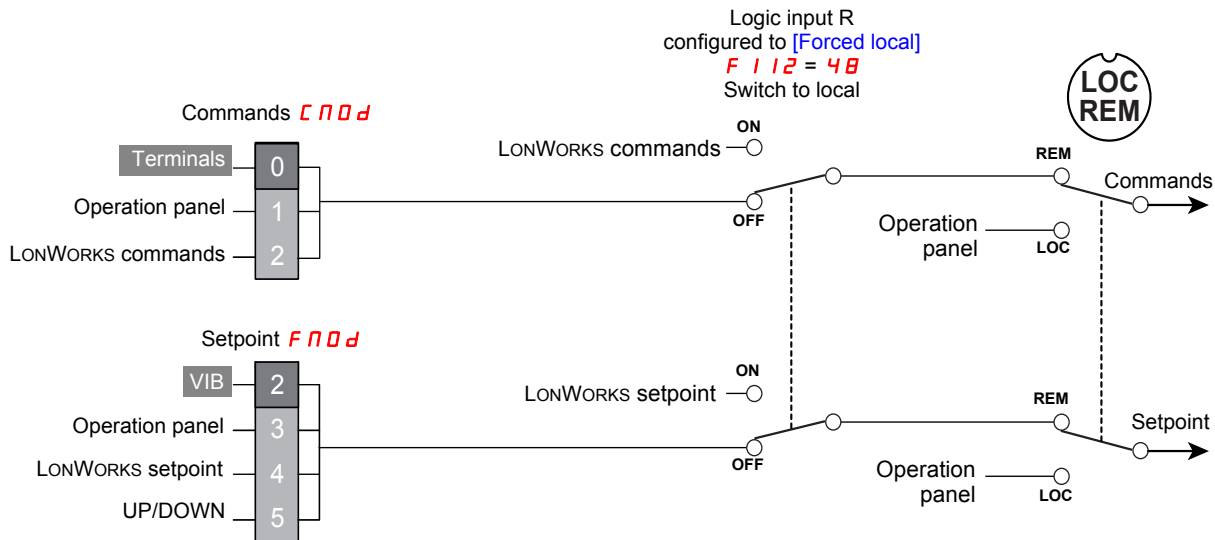 Logic input R
configured to [Forced local]
F112 = 48
Switch to local
LOC
REM
Commands CNOd
Terminals
0
Operation panel
1
LONWORKS commands
2
LONWORKS commands
ON
OFF
REM
Commands
Operation
panel
LOC
Setpoint FNOd
VIB
2
Operation panel
3
LONWORKS setpoint
4
UP/DOWN
5
LONWORKS setpoint
ON
OFF
REM
Setpoint
Operation
panel
LOC